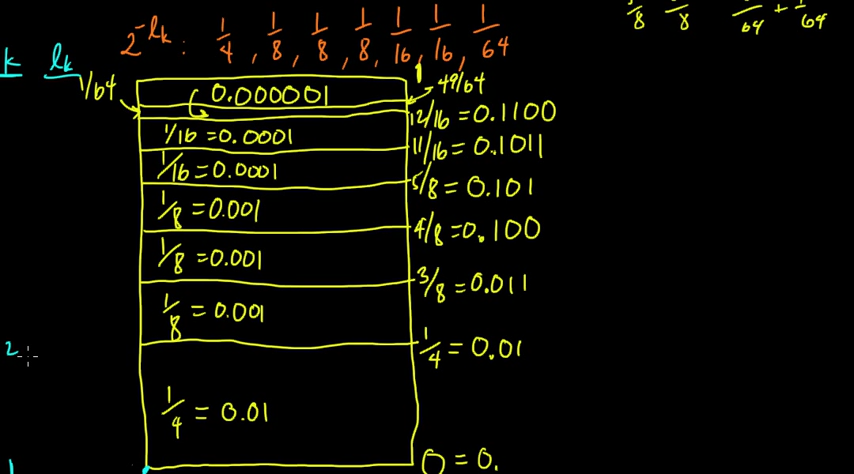 2^{-lk} : 1/4, 1/8, 1/8, 1/8, 1/16, 1/16, 1/64
k lk
1/64
1
49/64
0.000001
12/16 = 0.1100
1/16 = 0.0001
11/16 = 0.1011
1/16 = 0.0001
5/8 = 0.101
1/8 = 0.001
4/8 = 0.100
1/8 = 0.001
3/8 = 0.011
1/8 = 0.001
2
1/4 = 0.01
1/4 = 0.01
0 = 0.